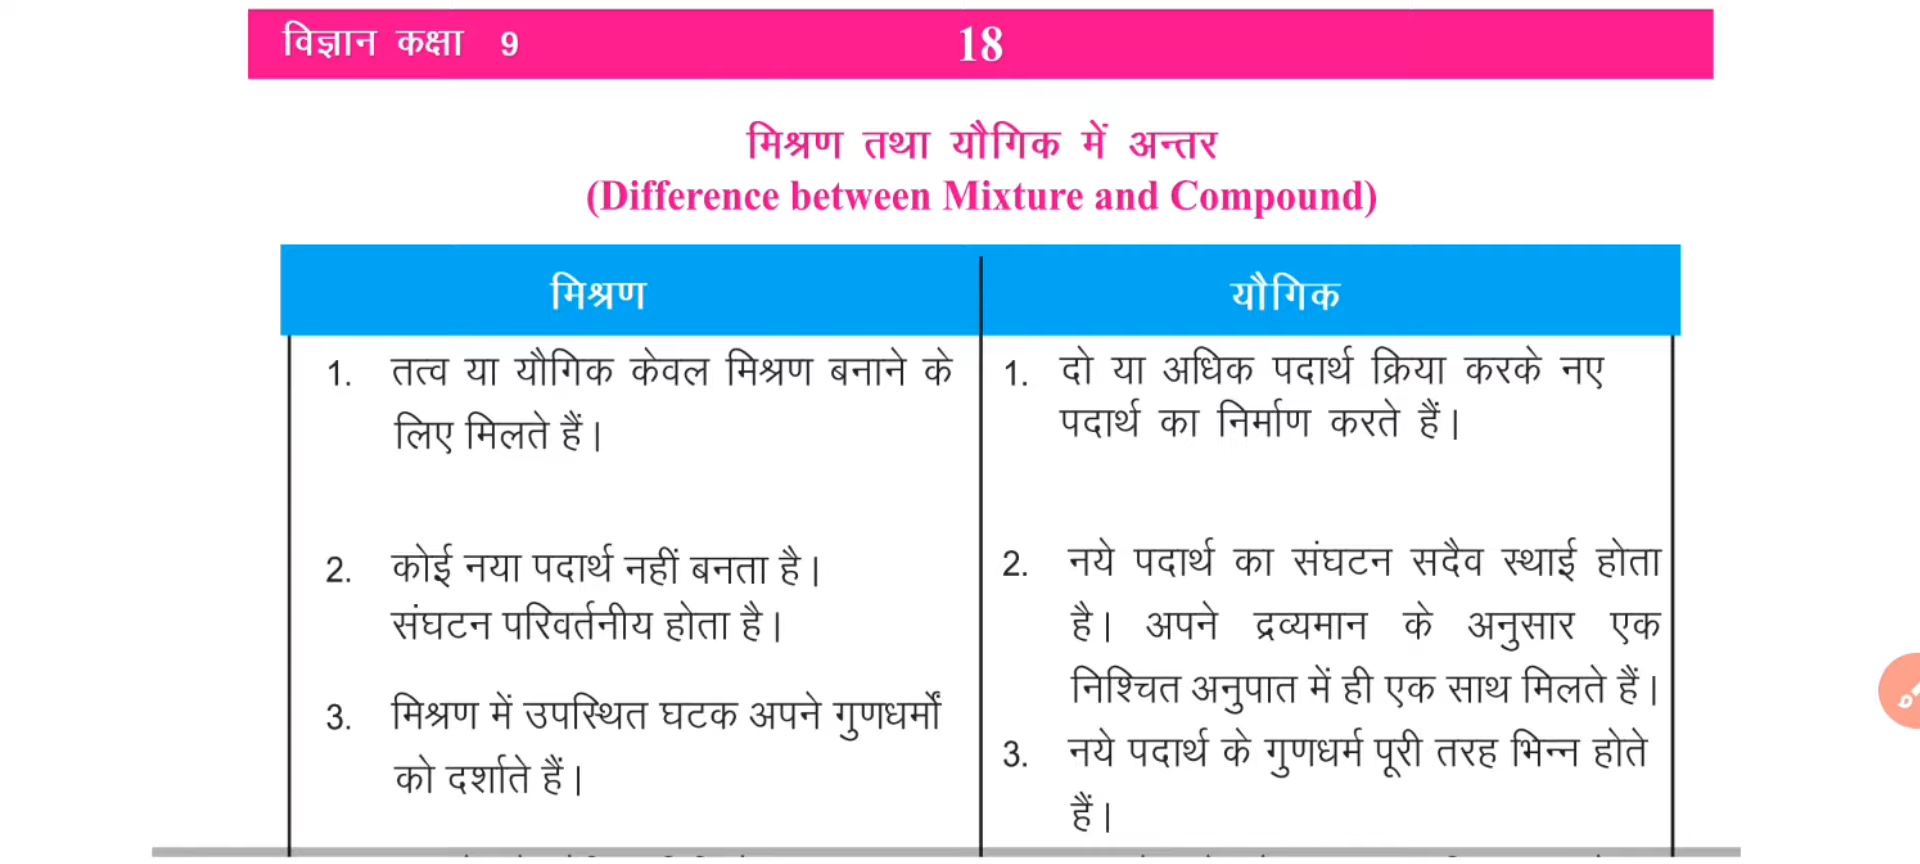 विज्ञान कक्षा 9
18
मिश्रण तथा यौगिक में अन्तर
(Difference between Mixture and Compound)
मिश्रण
यौगिक
1. तत्व या यौगिक केवल मिश्रण बनाने के
लिए मिलते हैं।
2. कोई नया पदार्थ नहीं बनता है।
संघटन परिवर्तनीय होता है।
3. मिश्रण में उपस्थित घटक अपने गुणधर्मों
को दर्शाते हैं।
1. दो या अधिक पदार्थ क्रिया करके नए
पदार्थ का निर्माण करते हैं।
2. नये पदार्थ का संघटन सदैव स्थाई होता
है। अपने द्रव्यमान के अनुसार एक
निश्चित अनुपात में ही एक साथ मिलते हैं।
3. नये पदार्थ के गुणधर्म पूरी तरह भिन्न होते
हैं।